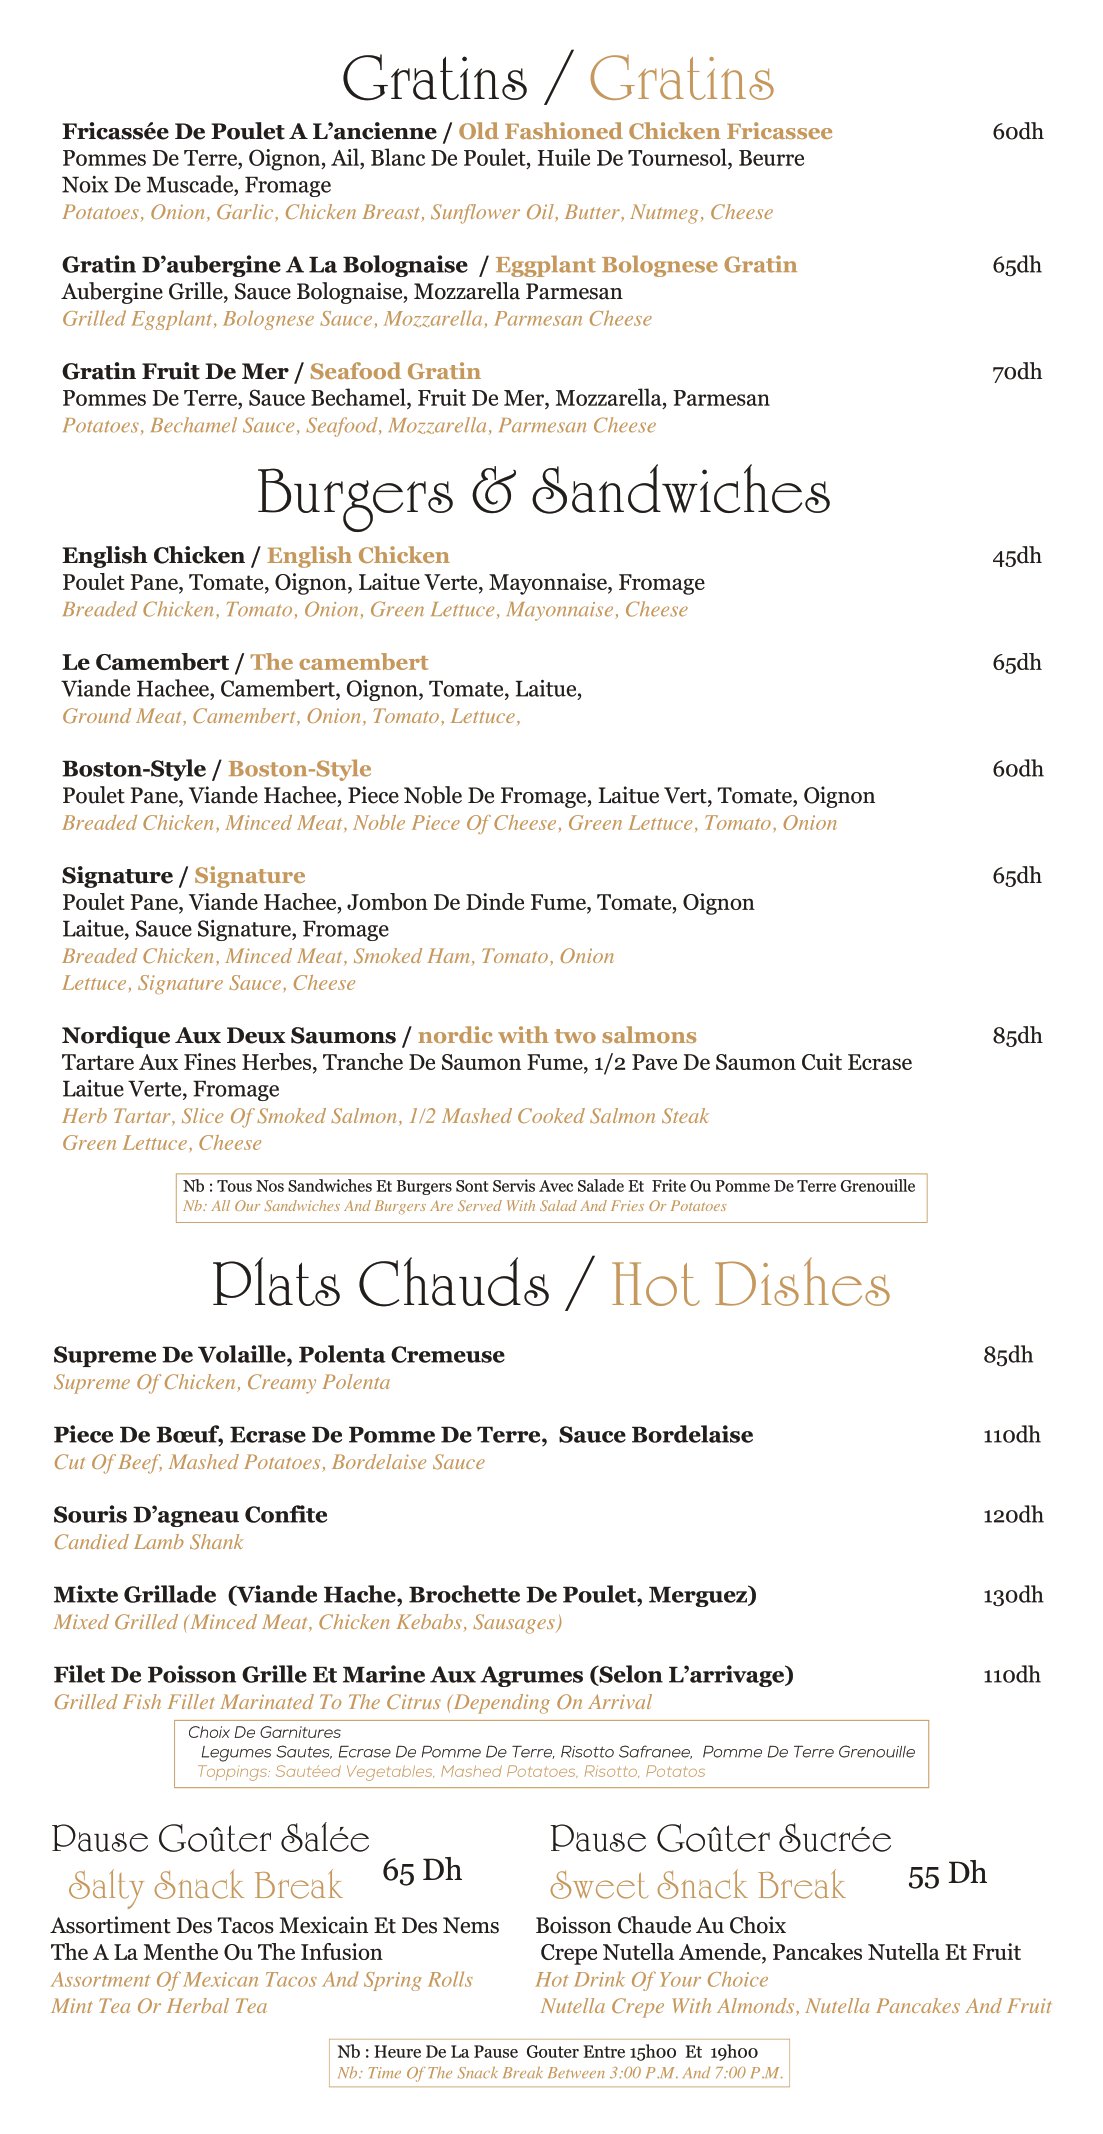 Gratins / Gratins
Fricassée De Poulet A L’ancienne / Old Fashioned Chicken Fricassee 60dh
Pommes De Terre, Oignon, Ail, Blanc De Poulet, Huile De Tournesol, Beurre
Noix De Muscade, Fromage
Potatoes, Onion, Garlic, Chicken Breast, Sunflower Oil, Butter, Nutmeg, Cheese
Gratin D’aubergine A La Bolognaise / Eggplant Bolognese Gratin 65dh
Aubergine Grille, Sauce Bolognaise, Mozzarella Parmesan
Grilled Eggplant, Bolognese Sauce, Mozzarella, Parmesan Cheese
Gratin Fruit De Mer / Seafood Gratin 70dh
Pommes De Terre, Sauce Bechamel, Fruit De Mer, Mozzarella, Parmesan
Potatoes, Bechamel Sauce, Seafood, Mozzarella, Parmesan Cheese
Burgers & Sandwiches
English Chicken / English Chicken 45dh
Poulet Pane, Tomate, Oignon, Laitue Verte, Mayonnaise, Fromage
Breaded Chicken, Tomato, Onion, Green Lettuce, Mayonnaise, Cheese
Le Camembert / The camembert 65dh
Viande Hachee, Camembert, Oignon, Tomate, Laitue,
Ground Meat, Camembert, Onion, Tomato, Lettuce,
Boston-Style / Boston-Style 60dh
Poulet Pane, Viande Hachee, Piece Noble De Fromage, Laitue Vert, Tomate, Oignon
Breaded Chicken, Minced Meat, Noble Piece Of Cheese, Green Lettuce, Tomato, Onion
Signature / Signature 65dh
Poulet Pane, Viande Hachee, Jombon De Dinde Fume, Tomate, Oignon
Laitue, Sauce Signature, Fromage
Breaded Chicken, Minced Meat, Smoked Ham, Tomato, Onion
Lettuce, Signature Sauce, Cheese
Nordique Aux Deux Saumons / nordic with two salmons 85dh
Tartare Aux Fines Herbes, Tranche De Saumon Fume, 1/2 Pave De Saumon Cuit Ecrase
Laitue Verte, Fromage
Herb Tartar, Slice Of Smoked Salmon, 1/2 Mashed Cooked Salmon Steak
Green Lettuce, Cheese
Nb : Tous Nos Sandwiches Et Burgers Sont Servis Avec Salade Et Frite Ou Pomme De Terre Grenouille
Nb: All Our Sandwiches And Burgers Are Served With Salad And Fries Or Potatoes
Plats Chauds / Hot Dishes
Supreme De Volaille, Polenta Cremeuse 85dh
Supreme Of Chicken, Creamy Polenta
Piece De Bœuf, Ecrase De Pomme De Terre, Sauce Bordelaise 110dh
Cut Of Beef, Mashed Potatoes, Bordelaise Sauce
Souris D’agneau Confite 120dh
Candied Lamb Shank
Mixte Grillade (Viande Hache, Brochette De Poulet, Merguez) 130dh
Mixed Grilled (Minced Meat, Chicken Kebabs, Sausages)
Filet De Poisson Grille Et Marine Aux Agrumes (Selon L’arrivage) 110dh
Grilled Fish Fillet Marinated To The Citrus (Depending On Arrival
Choix De Garnitures
Legumes Sautes, Ecrase De Pomme De Terre, Risotto Safranee, Pomme De Terre Grenouille
Toppings: Sautéed Vegetables, Mashed Potatoes, Risotto, Potatos
Pause Goûter Salée
Salty Snack Break
65 Dh
Assortiment Des Tacos Mexicain Et Des Nems
The A La Menthe Ou The Infusion
Assortment Of Mexican Tacos And Spring Rolls
Mint Tea Or Herbal Tea
Pause Goûter Sucrée
Sweet Snack Break
55 Dh
Boisson Chaude Au Choix
Crepe Nutella Amende, Pancakes Nutella Et Fruit
Hot Drink Of Your Choice
Nutella Crepe With Almonds, Nutella Pancakes And Fruit
Nb : Heure De La Pause Gouter Entre 15h00 Et 19h00
Nb: Time Of The Snack Break Between 3:00 P.M. And 7:00 P.M.